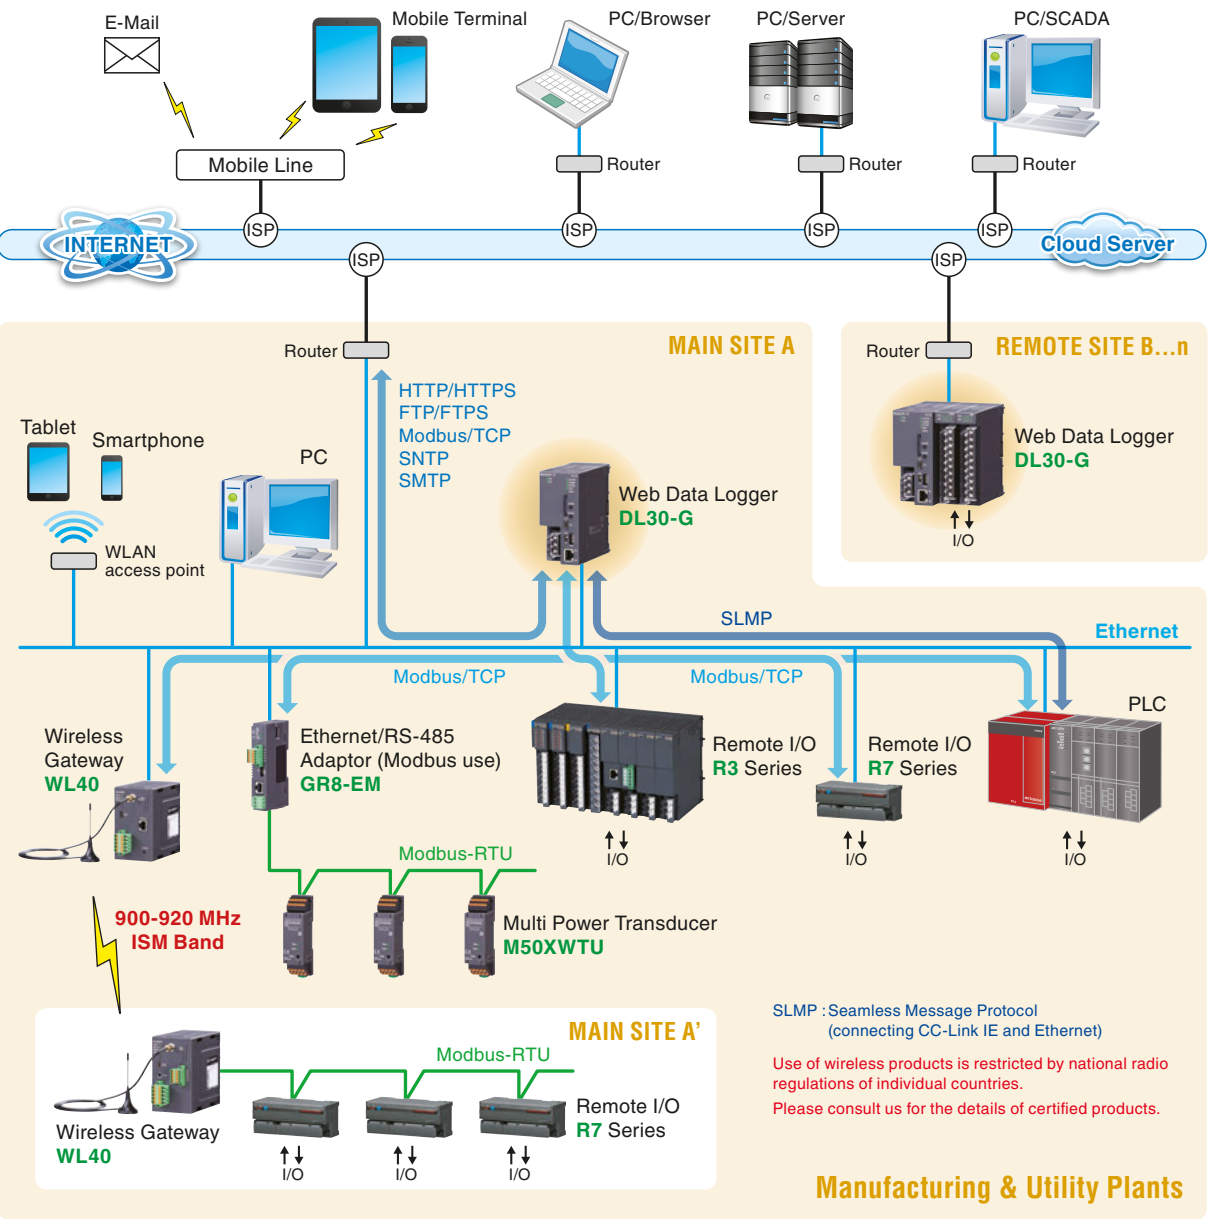 E-Mail
Mobile Terminal
PC/Browser
PC/Server
PC/SCADA
Mobile Line
Router
Router
Router
ISP
ISP
ISP
ISP
INTERNET
Cloud Server
ISP
ISP
Router
MAIN SITE A
Router
REMOTE SITE B...n
HTTP/HTTPS
FTP/FTPS
Modbus/TCP
SNTP
SMTP
Tablet
Smartphone
PC
WLAN
access point
Web Data Logger
DL30-G
Web Data Logger
DL30-G
I/O
SLMP
Ethernet
Modbus/TCP
Modbus/TCP
PLC
Wireless
Gateway
WL40
Ethernet/RS-485
Adaptor (Modbus use)
GR8-EM
Remote I/O
R3 Series
Remote I/O
R7 Series
I/O
I/O
I/O
Modbus-RTU
900-920 MHz
ISM Band
Multi Power Transducer
M50XWTU
SLMP : Seamless Message Protocol
(connecting CC-Link IE and Ethernet)
Use of wireless products is restricted by national radio
regulations of individual countries.
Please consult us for the details of certified products.
MAIN SITE A’
Modbus-RTU
Wireless Gateway
WL40
Remote I/O
R7 Series
I/O
I/O
I/O
Manufacturing & Utility Plants